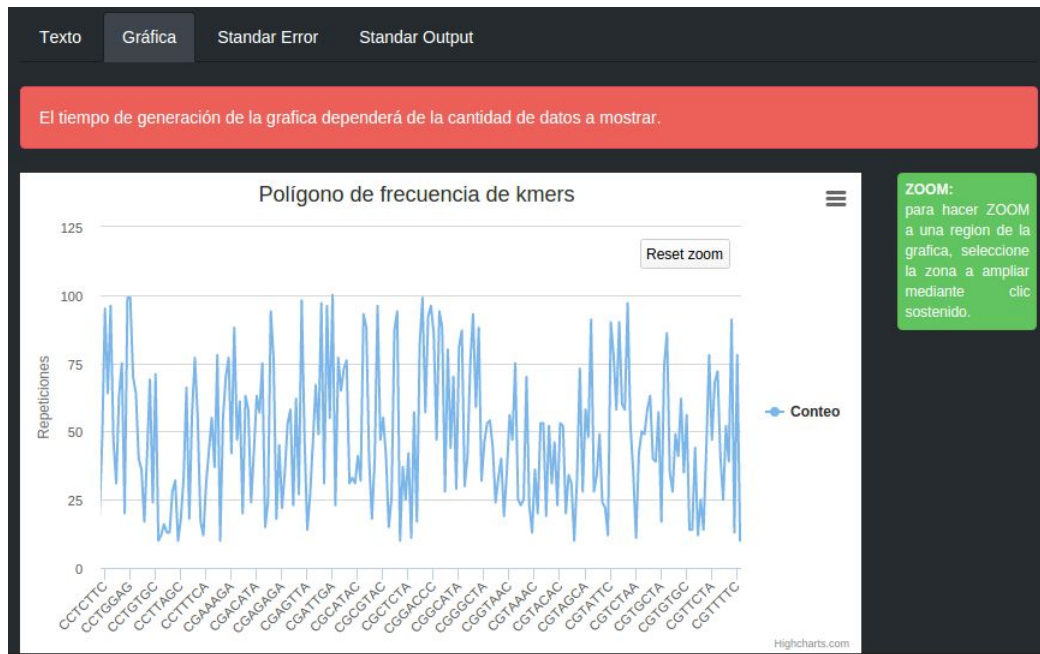 Texto Gráfica Standar Error Standar Output
El tiempo de generación de la grafica dependerá de la cantidad de datos a mostrar.
Polígono de frecuencia de kmers
Reset zoom
125
100
75
50
25
0
Repeticiones
Conteo
CCTCTTC
CCTGGAG
CCTGTGC
CCTTAGC
CCTTTCA
CGAAAGA
CGACATA
CGAGAGA
CGAGTTA
CGATTGA
CGCATAC
CGCGTAC
CGCTCTA
CGGACCC
CGGCATA
CGGGCTA
CGGTAAC
CGTAAAC
CGTACAC
CGTAGCA
CGTATTC
CGTCTAA
CGTGCTA
CGTGTGC
CGTTCTA
CGTTTTC
Highcharts.com
ZOOM:
para hacer ZOOM
a una region de la
grafica, seleccione
la zona a ampliar
mediante clic
sostenido.